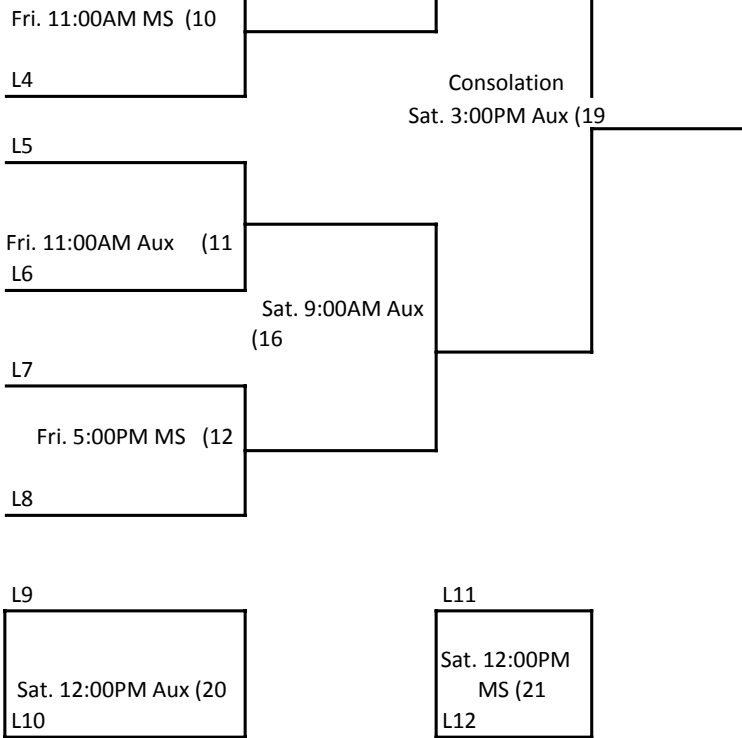 Fri. 11:00AM MS (10
L4
Consolation
Sat. 3:00PM Aux (19
L5
Fri. 11:00AM Aux (11
L6
Sat. 9:00AM Aux
(16
L7
Fri. 5:00PM MS (12
L8
L9
Sat. 12:00PM Aux (20
L10
L11
Sat. 12:00PM
MS (21
L12